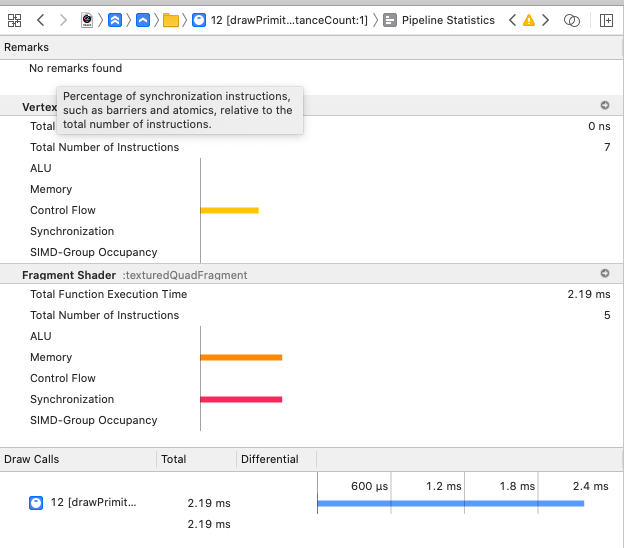 12 [drawPrimit...tanceCount:1] Pipeline Statistics
Remarks
No remarks found
Percentage of synchronization instructions,
such as barriers and atomics, relative to the
total number of instructions.
Vertex
Total 0 ns
Total Number of Instructions 7
ALU
Memory
Control Flow
Synchronization
SIMD-Group Occupancy
Fragment Shader :texturedQuadFragment
Total Function Execution Time 2.19 ms
Total Number of Instructions 5
ALU
Memory
Control Flow
Synchronization
SIMD-Group Occupancy
Draw Calls Total Differential
600 µs 1.2 ms 1.8 ms 2.4 ms
12 [drawPrimit... 2.19 ms
2.19 ms